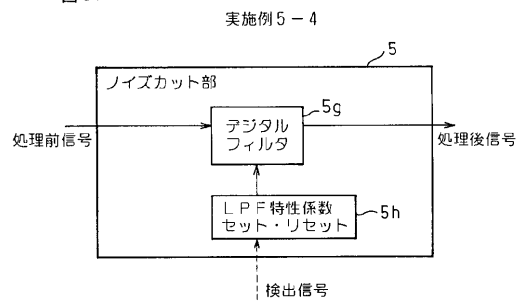 実施例5-4
5
ノイズカット部
5g
デジタル
フィルタ
処理前信号
処理後信号
LPF特性係数
セット・リセット
5h
検出信号